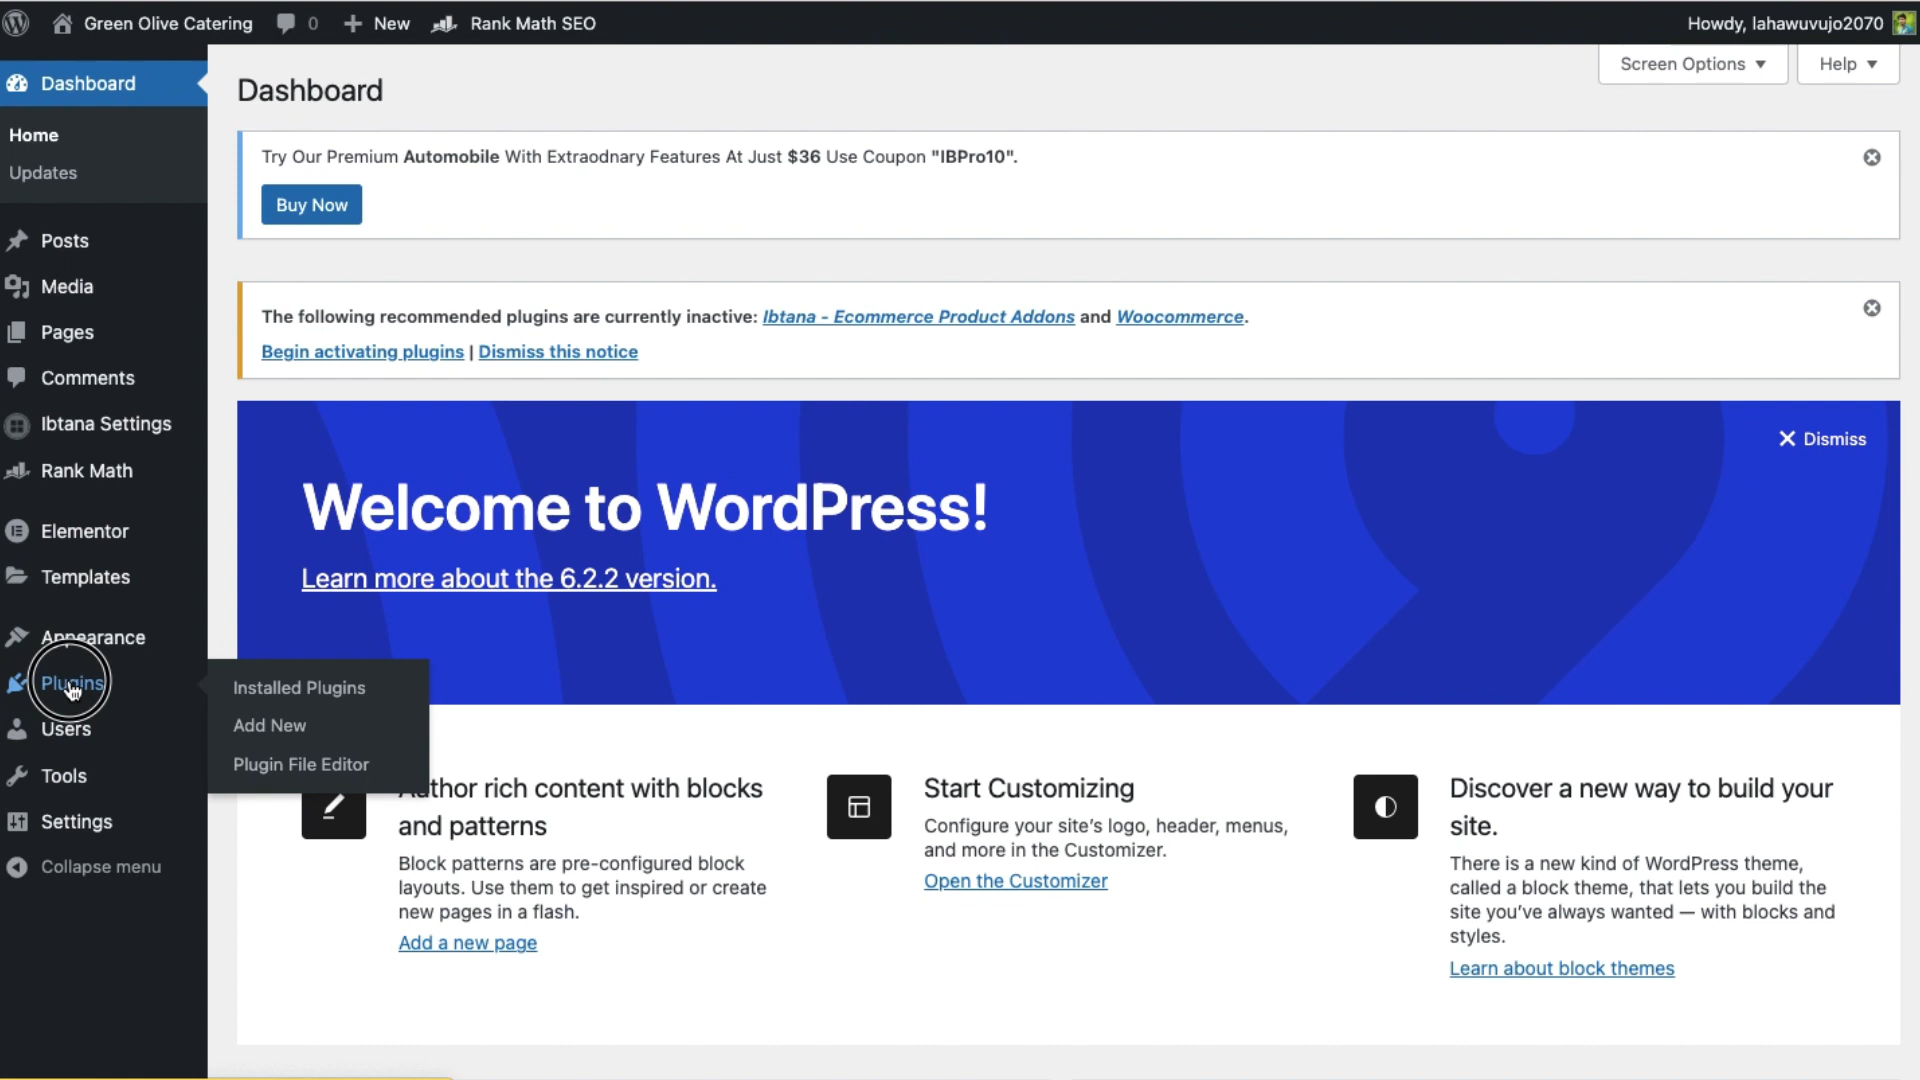 Green Olive Catering 0 New Rank Math SEO Howdy, lahawuvujo2070
Dashboard
Home
Updates
Posts
Media
Pages
Comments
Ibtana Settings
Rank Math
Elementor
Templates
Appearance
Plugins
Users
Tools
Settings
Collapse menu
Installed Plugins
Add New
Plugin File Editor
Screen Options Help
Dashboard
Try Our Premium Automobile With Extraodnary Features At Just $36 Use Coupon "IBPro10".
Buy Now
The following recommended plugins are currently inactive: Ibtana - Ecommerce Product Addons and Woocommerce.
Begin activating plugins | Dismiss this notice
Dismiss
Welcome to WordPress!
Learn more about the 6.2.2 version.
Author rich content with blocks
and patterns
Block patterns are pre-configured block
layouts. Use them to get inspired or create
new pages in a flash.
Add a new page
Start Customizing
Configure your site's logo, header, menus,
and more in the Customizer.
Open the Customizer
Discover a new way to build your
site.
There is a new kind of WordPress theme,
called a block theme, that lets you build the
site you've always wanted — with blocks and
styles.
Learn about block themes